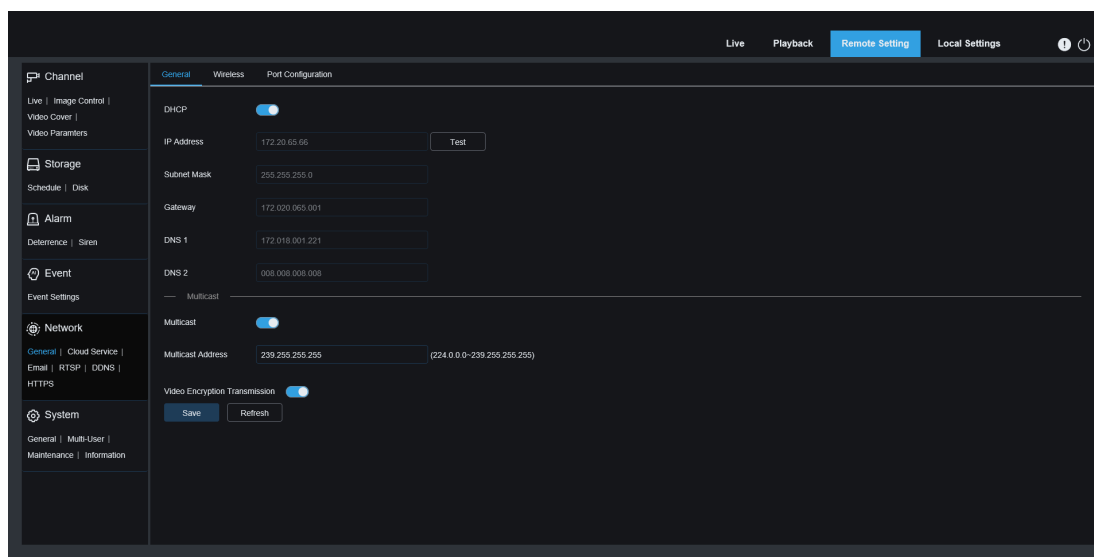 Live Playback Remote Setting Local Settings
Channel
Live | Image Control |
Video Cover |
Video Paramters
Storage
Schedule | Disk
Alarm
Deterrence | Siren
Event
Event Settings
Network
General | Cloud Service |
Email | RTSP | DDNS |
HTTPS
System
General | Multi-User |
Maintenance | Information
General Wireless Port Configuration
DHCP
IP Address 172.20.65.66 Test
Subnet Mask 255.255.255.0
Gateway 172.020.065.001
DNS 1 172.018.001.221
DNS 2 008.008.008.008
Multicast
Multicast
Multicast Address 239.255.255.255 (224.0.0.0~239.255.255.255)
Video Encryption Transmission
Save Refresh